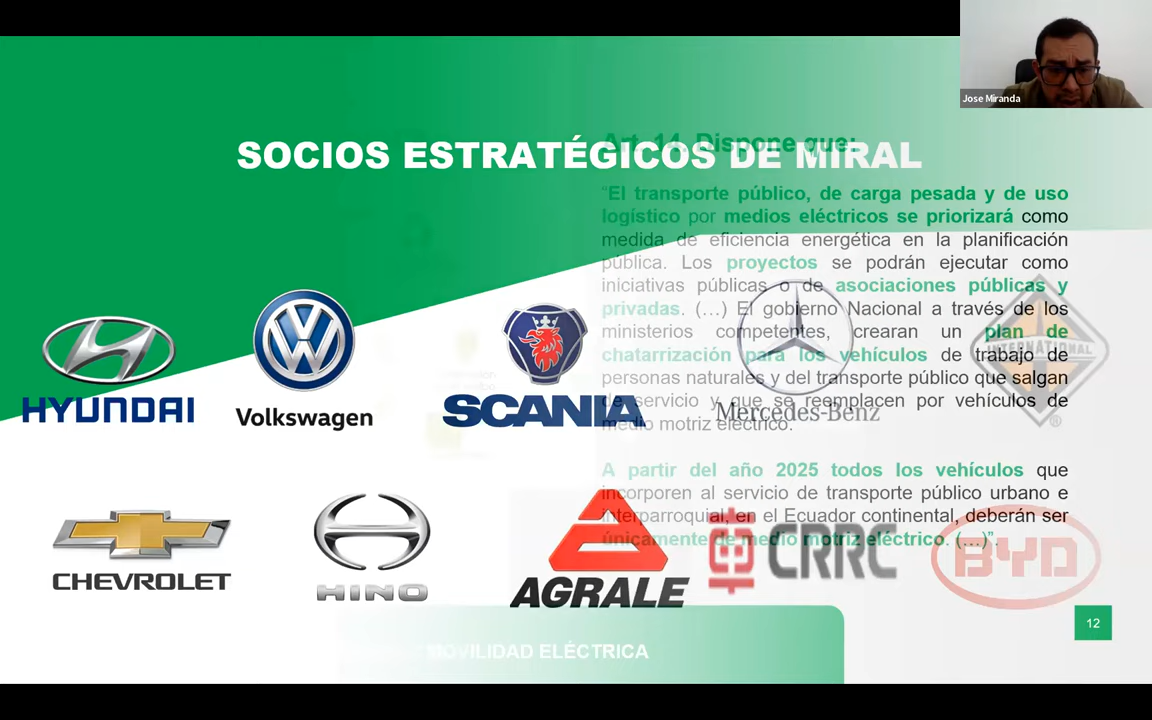 Jose Miranda
SOCIOS ESTRATÉGICOS DE MIRAL
Art. 14. Dispone que:
“El transporte público, de carga pesada y de uso
logístico por medios eléctricos se priorizará como
medida de eficiencia energética en la planificación
pública. Los proyectos se podrán ejecutar como
iniciativas públicas o de asociaciones públicas y
privadas. (…) El gobierno Nacional a través de los
ministerios competentes, crearan un plan de
chatarrización para los vehículos de trabajo de
personas naturales y del transporte público que salgan
de servicio y que se reemplacen por vehículos de
medio motriz eléctrico.
A partir del año 2025 todos los vehículos que
incorporen al servicio de transporte público urbano e
interparroquial, en el Ecuador continental, deberán ser
únicamente de medio motriz eléctrico. (…)”.
HYUNDAI
Volkswagen
SCANIA
Mercedes-Benz
INTERNATIONAL
®
CHEVROLET
HINO
AGRALE
CRRC
BYD
12
MOVILIDAD ELÉCTRICA